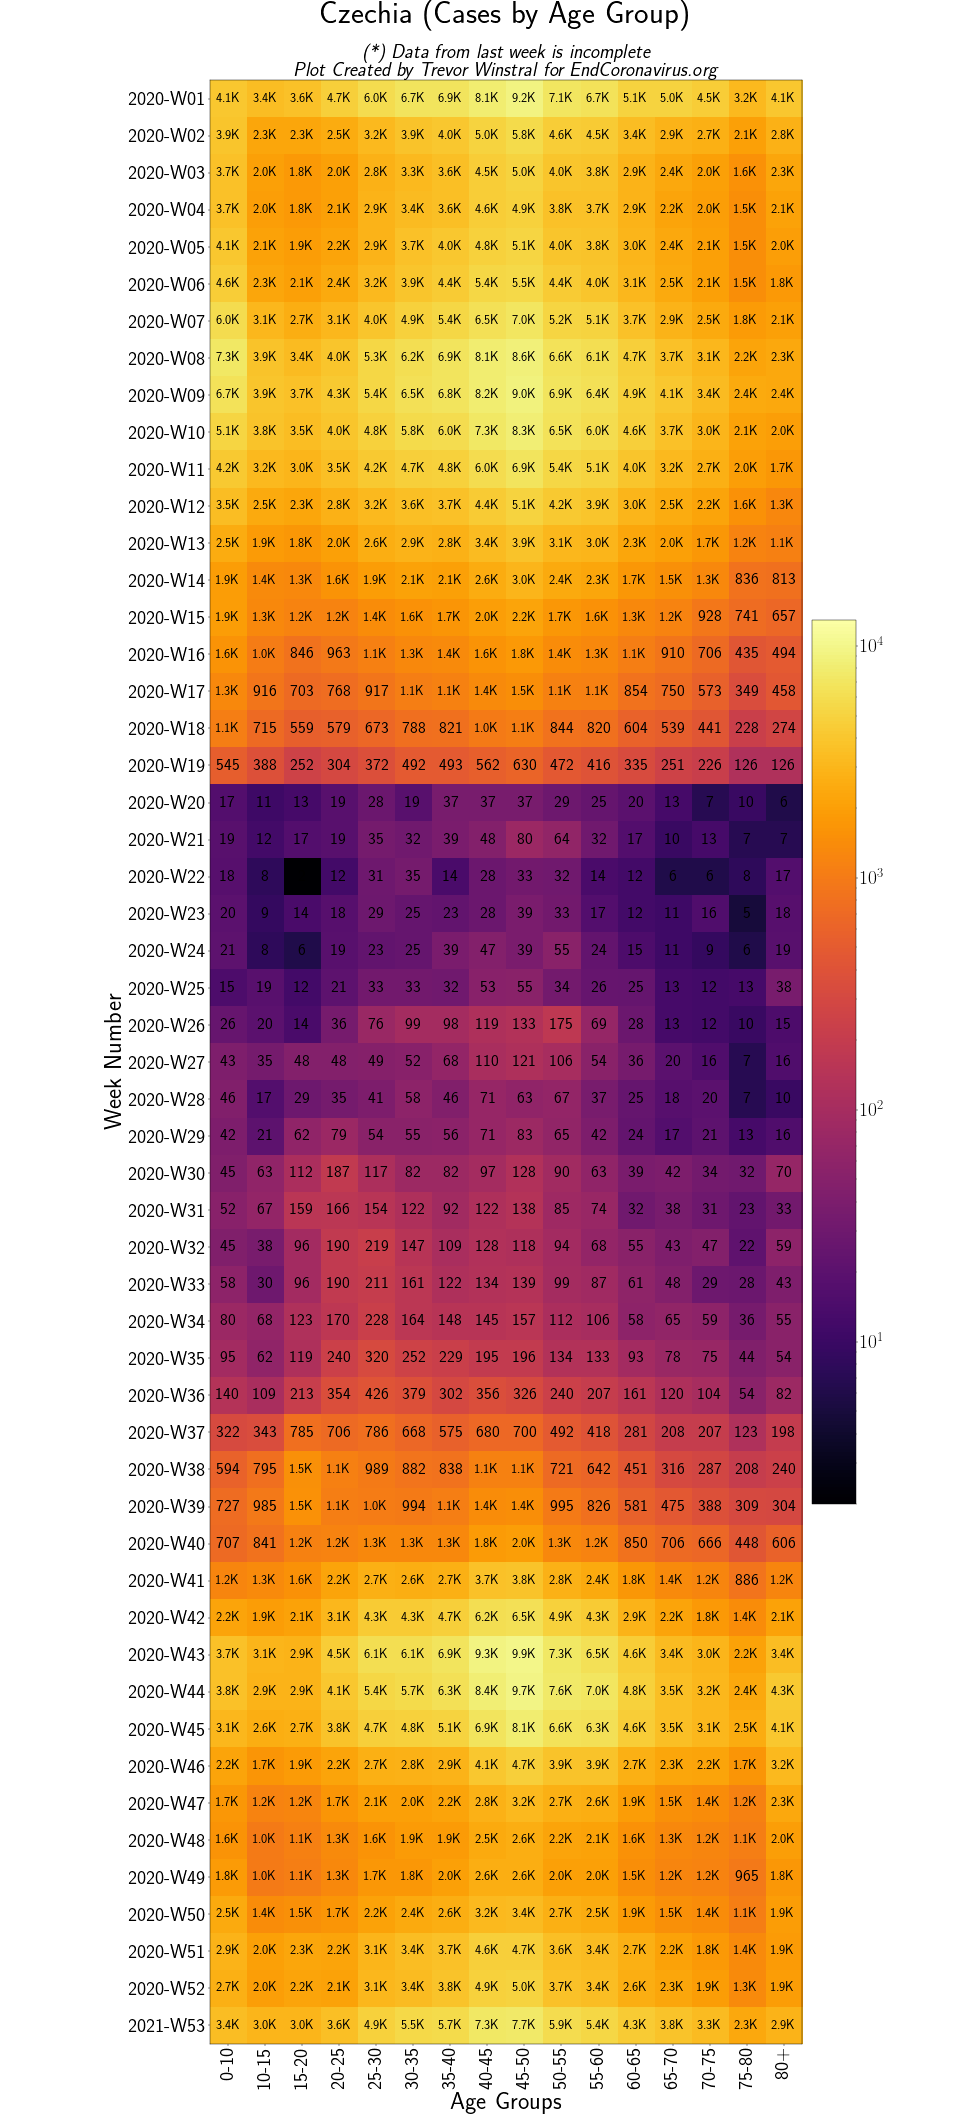 Czechia (Cases by Age Group)
(*) Data from last week is incomplete
Plot Created by Trevor Winstral for EndCoronavirus.org
2020-W01 4.1K 3.4K 3.6K 4.7K 6.0K 6.7K 6.9K 8.1K 9.2K 7.1K 6.7K 5.1K 5.0K 4.5K 3.2K 4.1K
2020-W02 3.9K 2.3K 2.3K 2.5K 3.2K 3.9K 4.0K 5.0K 5.8K 4.6K 4.5K 3.4K 2.9K 2.7K 2.1K 2.8K
2020-W03 3.7K 2.0K 1.8K 2.0K 2.8K 3.3K 3.6K 4.5K 5.0K 4.0K 3.8K 2.9K 2.4K 2.0K 1.6K 2.3K
2020-W04 3.7K 2.0K 1.8K 2.1K 2.9K 3.4K 3.6K 4.6K 4.9K 3.8K 3.7K 2.9K 2.2K 2.0K 1.5K 2.1K
2020-W05 4.1K 2.1K 1.9K 2.2K 2.9K 3.7K 4.0K 4.8K 5.1K 4.0K 3.8K 3.0K 2.4K 2.1K 1.5K 2.0K
2020-W06 4.6K 2.3K 2.1K 2.4K 3.2K 3.9K 4.4K 5.4K 5.5K 4.4K 4.0K 3.1K 2.5K 2.1K 1.5K 1.8K
2020-W07 6.0K 3.1K 2.7K 3.1K 4.0K 4.9K 5.4K 6.5K 7.0K 5.2K 5.1K 3.7K 2.9K 2.5K 1.8K 2.1K
2020-W08 7.3K 3.9K 3.4K 4.0K 5.3K 6.2K 6.9K 8.1K 8.6K 6.6K 6.1K 4.7K 3.7K 3.1K 2.2K 2.3K
2020-W09 6.7K 3.9K 3.7K 4.3K 5.4K 6.5K 6.8K 8.2K 9.0K 6.9K 6.4K 4.9K 4.1K 3.4K 2.4K 2.4K
2020-W10 5.1K 3.8K 3.5K 4.0K 4.8K 5.8K 6.0K 7.3K 8.3K 6.5K 6.0K 4.6K 3.7K 3.0K 2.1K 2.0K
2020-W11 4.2K 3.2K 3.0K 3.5K 4.2K 4.7K 4.8K 6.0K 6.9K 5.4K 5.1K 4.0K 3.2K 2.7K 2.0K 1.7K
2020-W12 3.5K 2.5K 2.3K 2.8K 3.2K 3.6K 3.7K 4.4K 5.1K 4.2K 3.9K 3.0K 2.5K 2.2K 1.6K 1.3K
2020-W13 2.5K 1.9K 1.8K 2.0K 2.6K 2.9K 2.8K 3.4K 3.9K 3.1K 3.0K 2.3K 2.0K 1.7K 1.2K 1.1K
2020-W14 1.9K 1.4K 1.3K 1.6K 1.9K 2.1K 2.1K 2.6K 3.0K 2.4K 2.3K 1.7K 1.5K 1.3K 836 813
2020-W15 1.9K 1.3K 1.2K 1.2K 1.4K 1.6K 1.7K 2.0K 2.2K 1.7K 1.6K 1.3K 1.2K 928 741 657
2020-W16 1.6K 1.0K 846 963 1.1K 1.3K 1.4K 1.6K 1.8K 1.4K 1.3K 1.1K 910 706 435 494
2020-W17 1.3K 916 703 768 917 1.1K 1.1K 1.4K 1.5K 1.1K 1.1K 854 750 573 349 458
2020-W18 1.1K 715 559 579 673 788 821 1.0K 1.1K 844 820 604 539 441 228 274
2020-W19 545 388 252 304 372 492 493 562 630 472 416 335 251 226 126 126
2020-W20 17 11 13 19 28 19 37 37 37 29 25 20 13 7 10 6
2020-W21 19 12 17 19 35 32 39 48 80 64 32 17 10 13 7 7
2020-W22 18 8 12 31 35 14 28 33 32 14 12 6 6 8 17
2020-W23 20 9 14 18 29 25 23 28 39 33 17 12 11 16 5 18
2020-W24 21 8 6 19 23 25 39 47 39 55 24 15 11 9 6 19
2020-W25 15 19 12 21 33 33 32 53 55 34 26 25 13 12 13 38
2020-W26 26 20 14 36 76 99 98 119 133 175 69 28 13 12 10 15
2020-W27 43 35 48 48 49 52 68 110 121 106 54 36 20 16 7 16
2020-W28 46 17 29 35 41 58 46 71 63 67 37 25 18 20 7 10
2020-W29 42 21 62 79 54 55 56 71 83 65 42 24 17 21 13 16
2020-W30 45 63 112 187 117 82 82 97 128 90 63 39 42 34 32 70
2020-W31 52 67 159 166 154 122 92 122 138 85 74 32 38 31 23 33
2020-W32 45 38 96 190 219 147 109 128 118 94 68 55 43 47 22 59
2020-W33 58 30 96 190 211 161 122 134 139 99 87 61 48 29 28 43
2020-W34 80 68 123 170 228 164 148 145 157 112 106 58 65 59 36 55
2020-W35 95 62 119 240 320 252 229 195 196 134 133 93 78 75 44 54
2020-W36 140 109 213 354 426 379 302 356 326 240 207 161 120 104 54 82
2020-W37 322 343 785 706 786 668 575 680 700 492 418 281 208 207 123 198
2020-W38 594 795 1.5K 1.1K 989 882 838 1.1K 1.1K 721 642 451 316 287 208 240
2020-W39 727 985 1.5K 1.1K 1.0K 994 1.1K 1.4K 1.4K 995 826 581 475 388 309 304
2020-W40 707 841 1.2K 1.2K 1.3K 1.3K 1.3K 1.8K 2.0K 1.3K 1.2K 850 706 666 448 606
2020-W41 1.2K 1.3K 1.6K 2.2K 2.7K 2.6K 2.7K 3.7K 3.8K 2.8K 2.4K 1.8K 1.4K 1.2K 886 1.2K
2020-W42 2.2K 1.9K 2.1K 3.1K 4.3K 4.3K 4.7K 6.2K 6.5K 4.9K 4.3K 2.9K 2.2K 1.8K 1.4K 2.1K
2020-W43 3.7K 3.1K 2.9K 4.5K 6.1K 6.1K 6.9K 9.3K 9.9K 7.3K 6.5K 4.6K 3.4K 3.0K 2.2K 3.4K
2020-W44 3.8K 2.9K 2.9K 4.1K 5.4K 5.7K 6.3K 8.4K 9.7K 7.6K 7.0K 4.8K 3.5K 3.2K 2.4K 4.3K
2020-W45 3.1K 2.6K 2.7K 3.8K 4.7K 4.8K 5.1K 6.9K 8.1K 6.6K 6.3K 4.6K 3.5K 3.1K 2.5K 4.1K
2020-W46 2.2K 1.7K 1.9K 2.2K 2.7K 2.8K 2.9K 4.1K 4.7K 3.9K 3.9K 2.7K 2.3K 2.2K 1.7K 3.2K
2020-W47 1.7K 1.2K 1.2K 1.7K 2.1K 2.0K 2.2K 2.8K 3.2K 2.7K 2.6K 1.9K 1.5K 1.4K 1.2K 2.3K
2020-W48 1.6K 1.0K 1.1K 1.3K 1.6K 1.9K 1.9K 2.5K 2.6K 2.2K 2.1K 1.6K 1.3K 1.2K 1.1K 2.0K
2020-W49 1.8K 1.0K 1.1K 1.3K 1.7K 1.8K 2.0K 2.6K 2.6K 2.0K 2.0K 1.5K 1.2K 1.2K 965 1.8K
2020-W50 2.5K 1.4K 1.5K 1.7K 2.2K 2.4K 2.6K 3.2K 3.4K 2.7K 2.5K 1.9K 1.5K 1.4K 1.1K 1.9K
2020-W51 2.9K 2.0K 2.3K 2.2K 3.1K 3.4K 3.7K 4.6K 4.7K 3.6K 3.4K 2.7K 2.2K 1.8K 1.4K 1.9K
2020-W52 2.7K 2.0K 2.2K 2.1K 3.1K 3.4K 3.8K 4.9K 5.0K 3.7K 3.4K 2.6K 2.3K 1.9K 1.3K 1.9K
2021-W53 3.4K 3.0K 3.0K 3.6K 4.9K 5.5K 5.7K 7.3K 7.7K 5.9K 5.4K 4.3K 3.8K 3.3K 2.3K 2.9K
0-10 10-15 15-20 20-25 25-30 30-35 35-40 40-45 45-50 50-55 55-60 60-65 65-70 70-75 75-80 80+
Age Groups
Week Number
10⁴
10³
10²
10¹